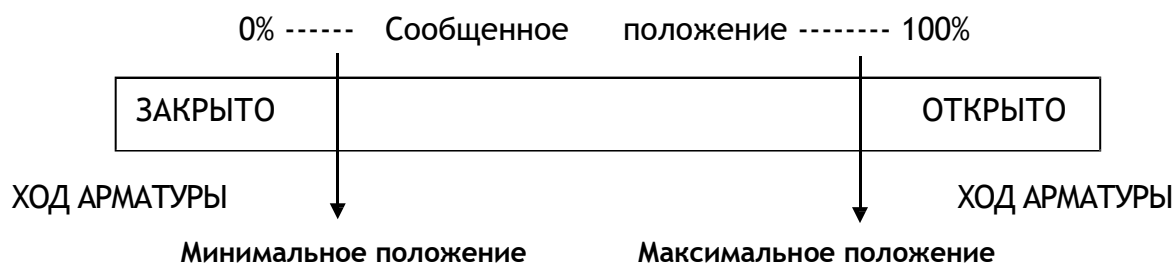 0% ------ Сообщенное положение -------- 100%
ЗАКРЫТО ОТКРЫТО
ХОД АРМАТУРЫ ХОД АРМАТУРЫ
Минимальное положение Максимальное положение